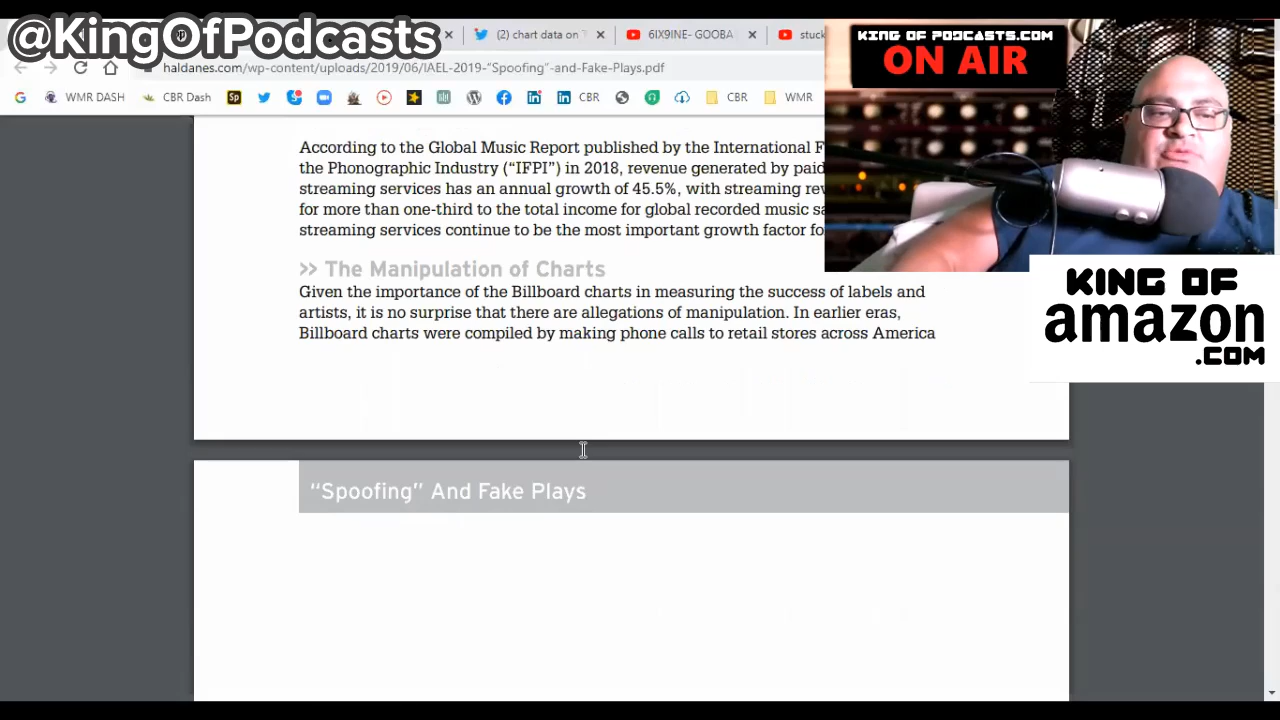 @KingOfPodcasts
(2) chart data on T
6IX9INE- GOOBA
stuck
haldanes.com/wp-content/uploads/2019/06/IAEL-2019-"Spoofing"-and-Fake-Plays.pdf
WMR DASH
CBR Dash
CBR
CBR
WMR
KING OF PODCASTS.COM
ON AIR
According to the Global Music Report published by the International F
the Phonographic Industry (“IFPI”) in 2018, revenue generated by paid
streaming services has an annual growth of 45.5%, with streaming rev
for more than one-third to the total income for global recorded music sa
streaming services continue to be the most important growth factor fo
>> The Manipulation of Charts
Given the importance of the Billboard charts in measuring the success of labels and
artists, it is no surprise that there are allegations of manipulation. In earlier eras,
Billboard charts were compiled by making phone calls to retail stores across America
KING OF
amazon
.COM
“Spoofing” And Fake Plays